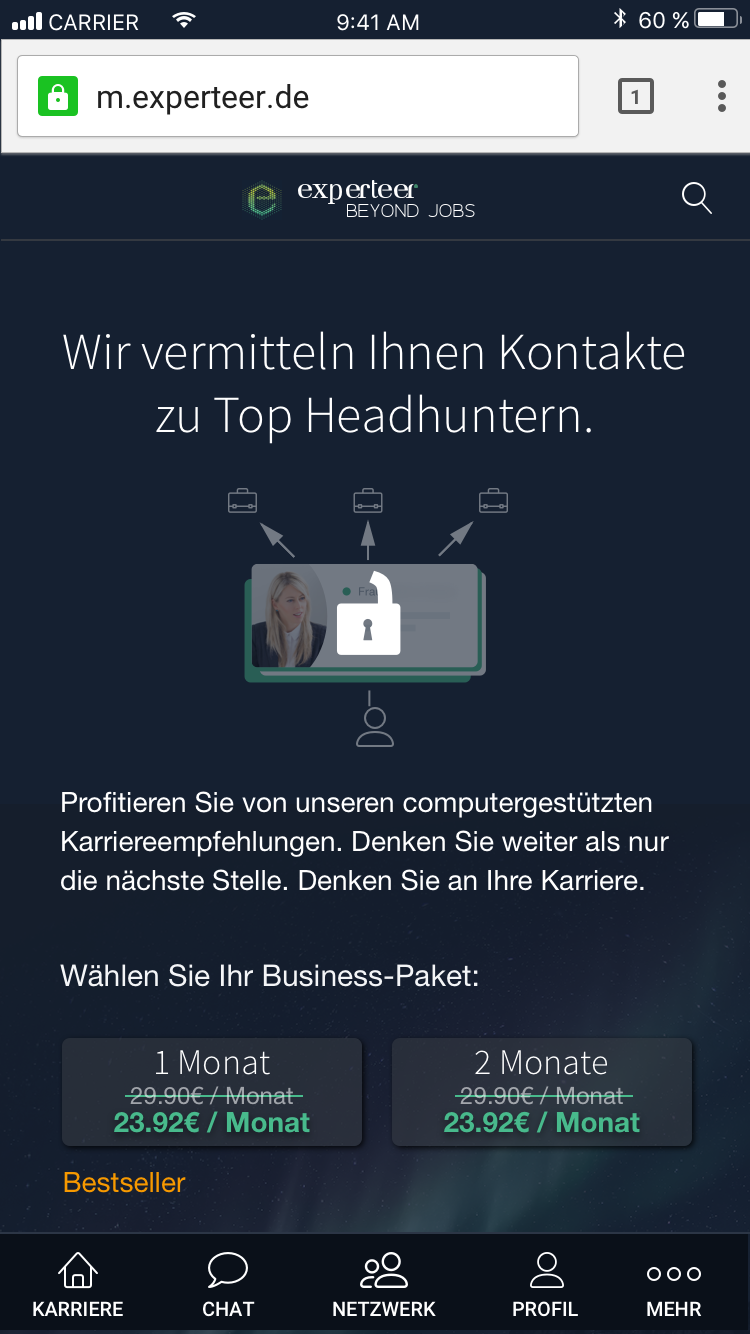 CARRIER 9:41 AM 60 %
m.experteer.de 1
experteer
BEYOND JOBS
Wir vermitteln Ihnen Kontakte
zu Top Headhuntern.
Profitieren Sie von unseren computergestützten
Karriereempfehlungen. Denken Sie weiter als nur
die nächste Stelle. Denken Sie an Ihre Karriere.
Wählen Sie Ihr Business-Paket:
1 Monat 2 Monate
29.90€ / Monat 29.90€ / Monat
23.92€ / Monat 23.92€ / Monat
Bestseller
KARRIERE CHAT NETZWERK PROFIL MEHR